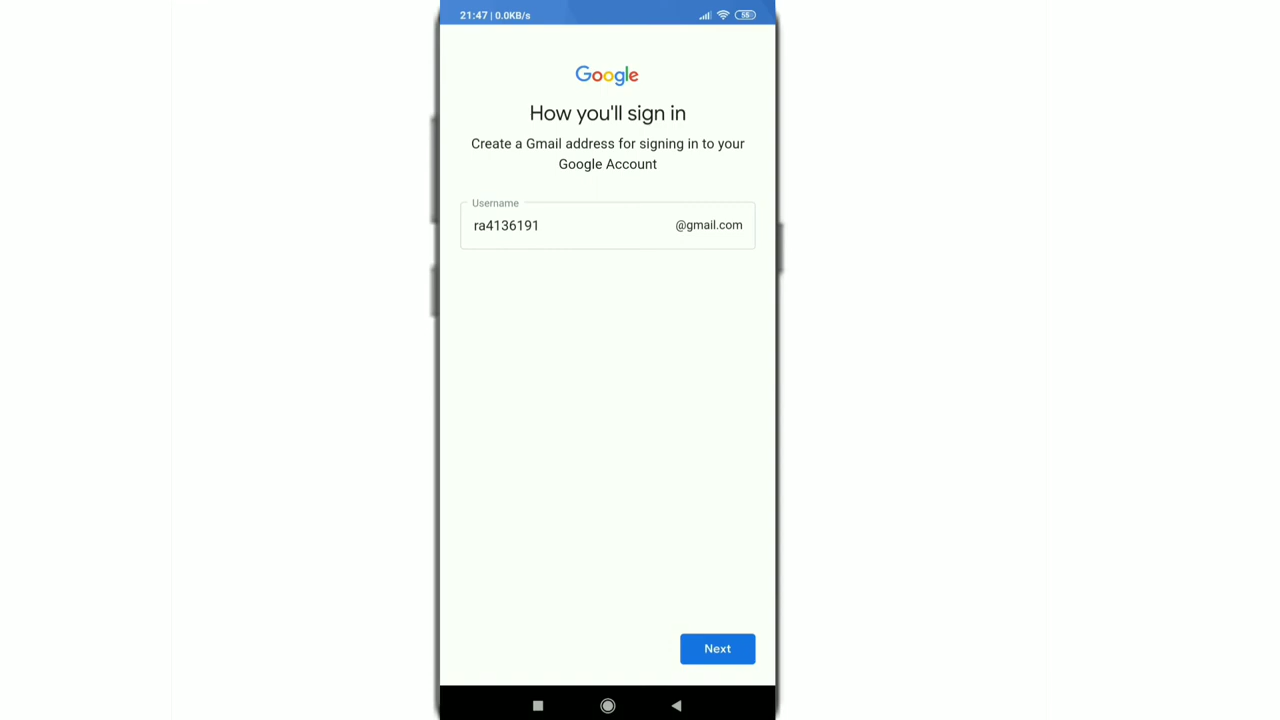 21:47 | 0.0KB/s 55
Google
How you'll sign in
Create a Gmail address for signing in to your
Google Account
Username
ra4136191 @gmail.com
Next